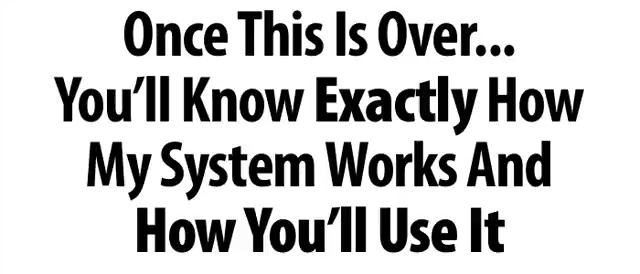 Once This Is Over...
You’ll Know Exactly How
My System Works And
How You’ll Use It